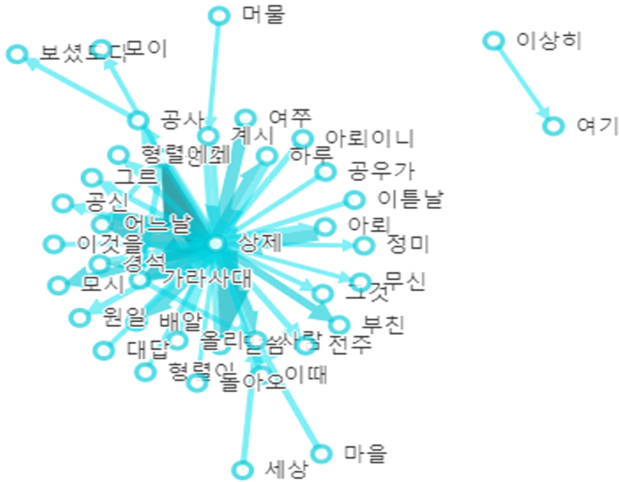 머물
이상히
보셨도다
모이
공사
여쭈
여기
계시
아뢰이니
형렬에게
하루
공우가
그르
이튿날
공신
어느날
아뢰
이것을
상제
정미
경석
가라사대
모시
그것
무신
원일
배알
부친
올리
말씀
사람
전주
대답
형렬이
돌아오
이때
마을
세상